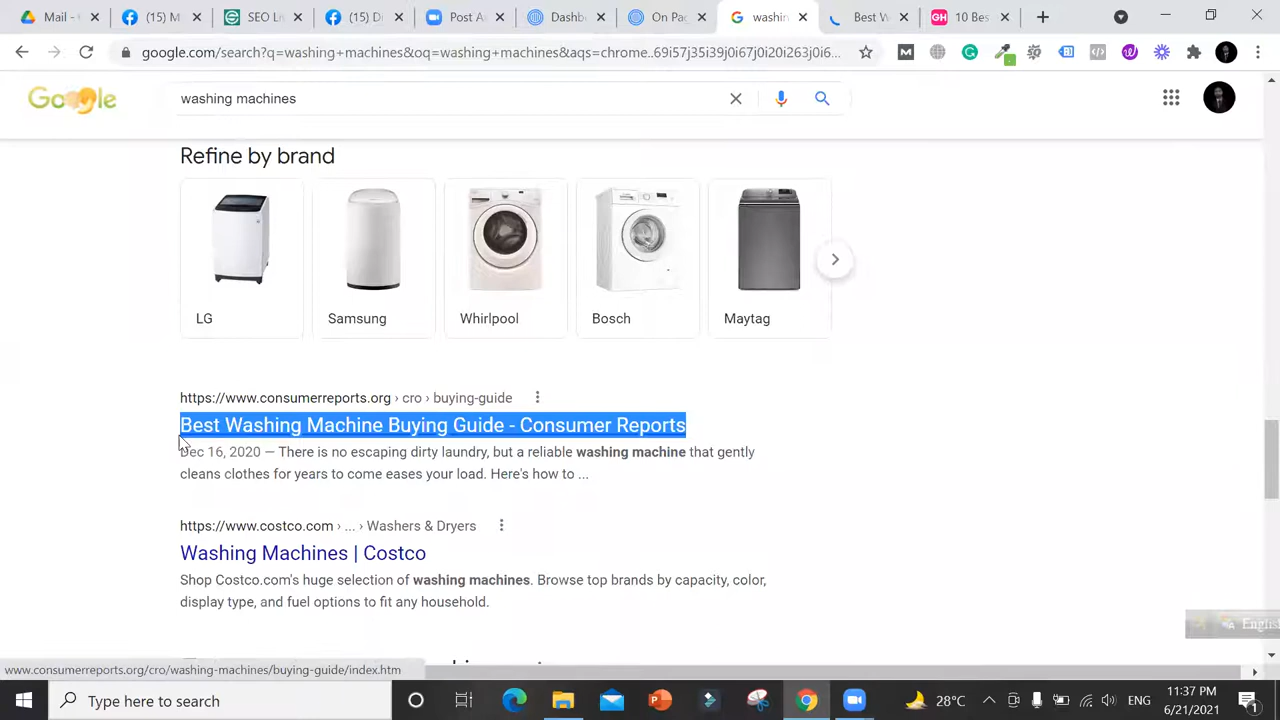 Mail -
(15) M
SEO Li
(15) Di
Post A
Dashb
On Pag
washin
Best W
10 Bes
google.com/search?q=washing+machines&oq=washing+machines&aqs=chrome..69i57j35i39j0i67j0i20i263j0i6...
Google
washing machines
Refine by brand
LG
Samsung
Whirlpool
Bosch
Maytag
https://www.consumerreports.org › cro › buying-guide
Best Washing Machine Buying Guide - Consumer Reports
Dec 16, 2020 — There is no escaping dirty laundry, but a reliable washing machine that gently
cleans clothes for years to come eases your load. Here's how to ...
https://www.costco.com › ... › Washers & Dryers
Washing Machines | Costco
Shop Costco.com's huge selection of washing machines. Browse top brands by capacity, color,
display type, and fuel options to fit any household.
English
www.consumerreports.org/cro/washing-machines/buying-guide/index.htm
Type here to search
28°C
ENG
11:37 PM
6/21/2021